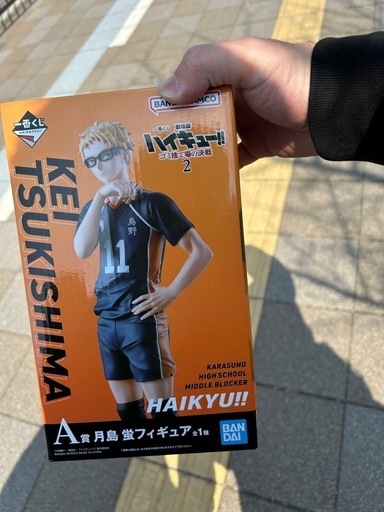 一番くじ
BANDAI NAMCO
一番くじ 劇場版
ハイキュー!!
ゴミ捨て場の決戦
2
KEI
TSUKISHIMA
烏野
11
KARASUNO
HIGH SCHOOL
MIDDLE BLOCKER
HAIKYU!!
A賞 月島 蛍フィギュア 全1種
BAN
DAI